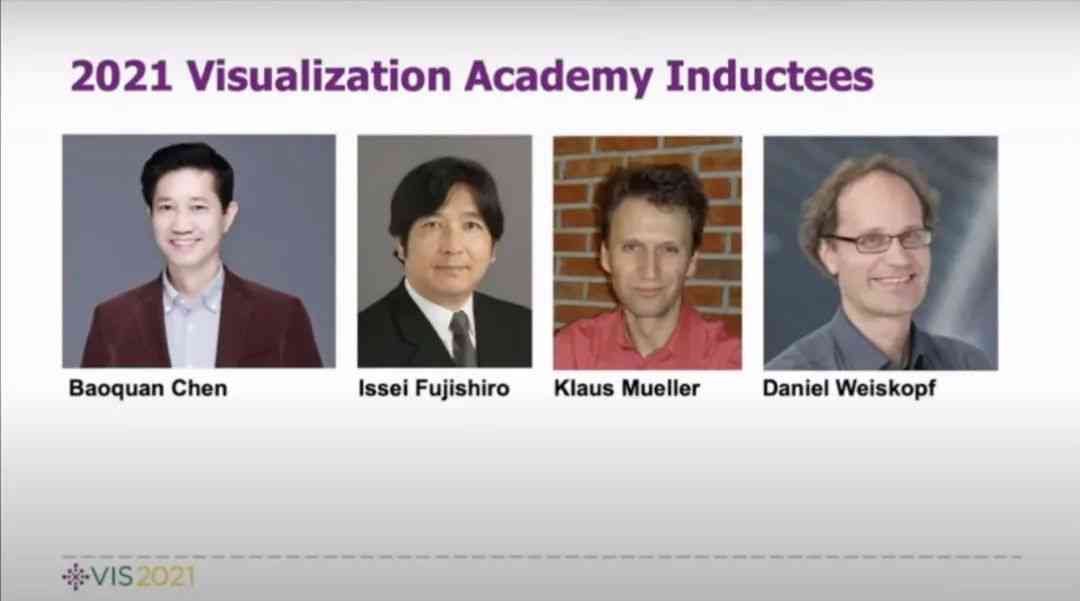 2021 Visualization Academy Inductees
Baoquan Chen
Issei Fujishiro
Klaus Mueller
Daniel Weiskopf
VIS2021